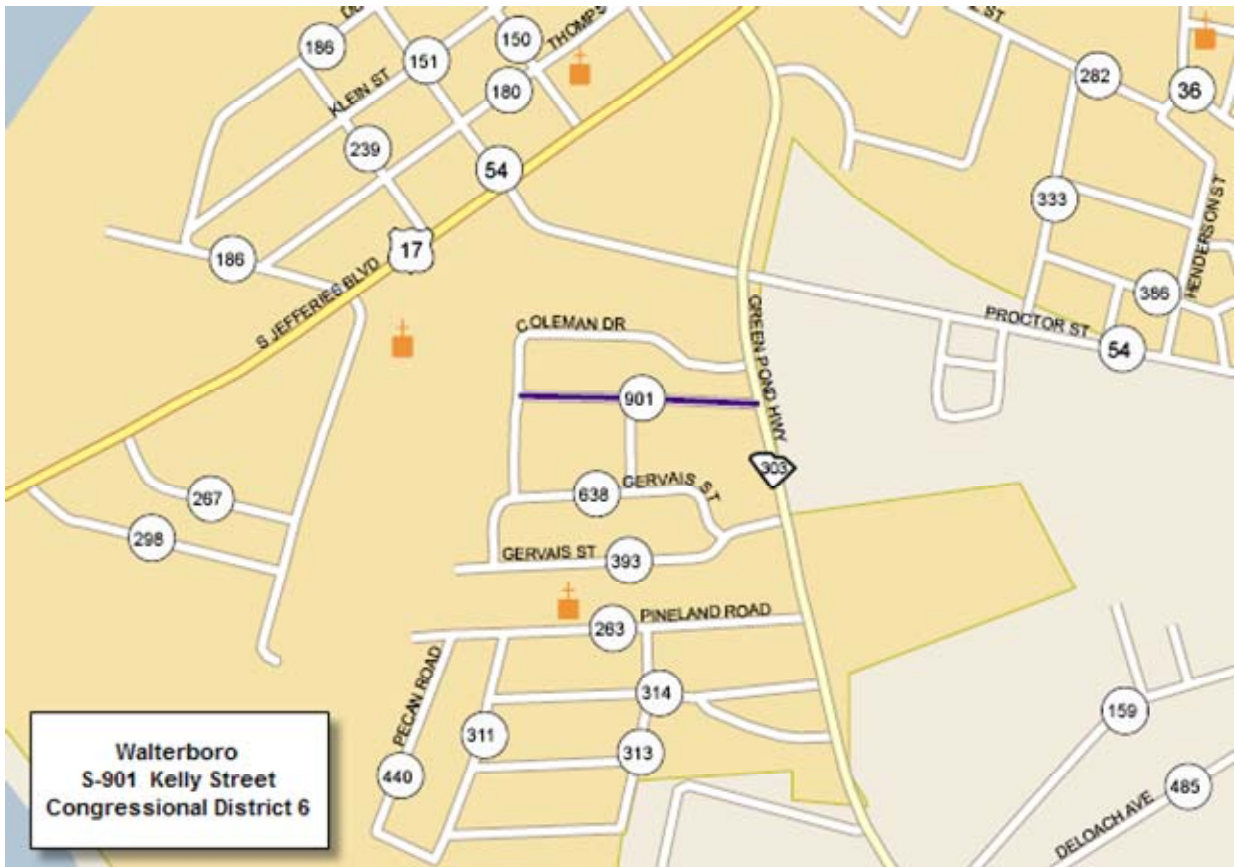 186
150
THOMPS
E ST
151
282
36
KLEIN ST
180
239
54
333
HENDERSON ST
17
186
386
S JEFFERIES BLVD
PROCTOR ST
COLEMAN DR
GREEN POND HWY
54
901
303
GERVAIS ST
638
267
298
GERVAIS ST
393
PINELAND ROAD
263
PECAN ROAD
314
159
311
313
440
485
DELOACH AVE
Walterboro
S-901 Kelly Street
Congressional District 6